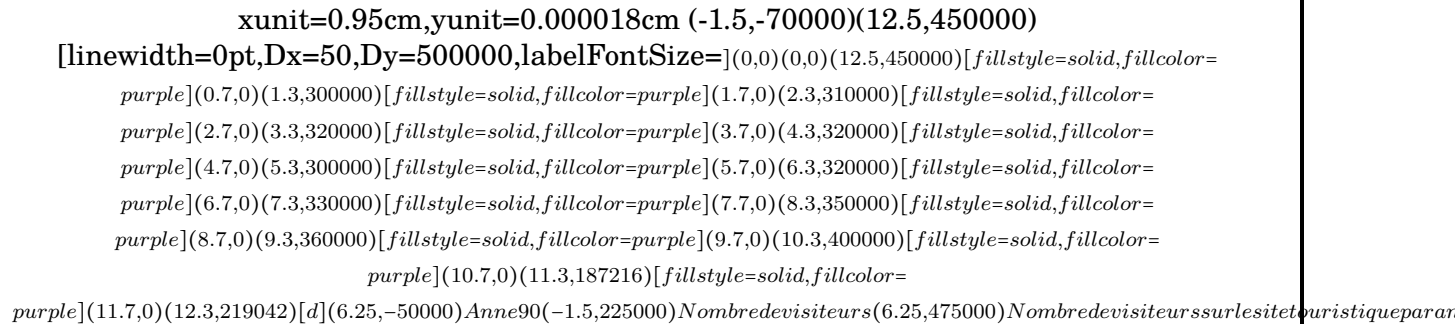 xunit=0.95cm,yunit=0.000018cm (-1.5,-70000)(12.5,450000)
[linewidth=0pt,Dx=50,Dy=500000,labelFontSize=](0,0)(0,0)(12.5,450000)[fillstyle=solid,fillcolor=
purple](0.7,0)(1.3,300000)[fillstyle=solid,fillcolor=purple](1.7,0)(2.3,310000)[fillstyle=solid,fillcolor=
purple](2.7,0)(3.3,320000)[fillstyle=solid,fillcolor=purple](3.7,0)(4.3,320000)[fillstyle=solid,fillcolor=
purple](4.7,0)(5.3,300000)[fillstyle=solid,fillcolor=purple](5.7,0)(6.3,320000)[fillstyle=solid,fillcolor=
purple](6.7,0)(7.3,330000)[fillstyle=solid,fillcolor=purple](7.7,0)(8.3,350000)[fillstyle=solid,fillcolor=
purple](8.7,0)(9.3,360000)[fillstyle=solid,fillcolor=purple](9.7,0)(10.3,400000)[fillstyle=solid,fillcolor=
purple](10.7,0)(11.3,187216)[fillstyle=solid,fillcolor=
purple](11.7,0)(12.3,219042)[d](6.25,−50000)Anne90(−1.5,225000)Nombredevisiteurs(6.25,475000)Nombredevisiteurssurlesitetouristiqueparan